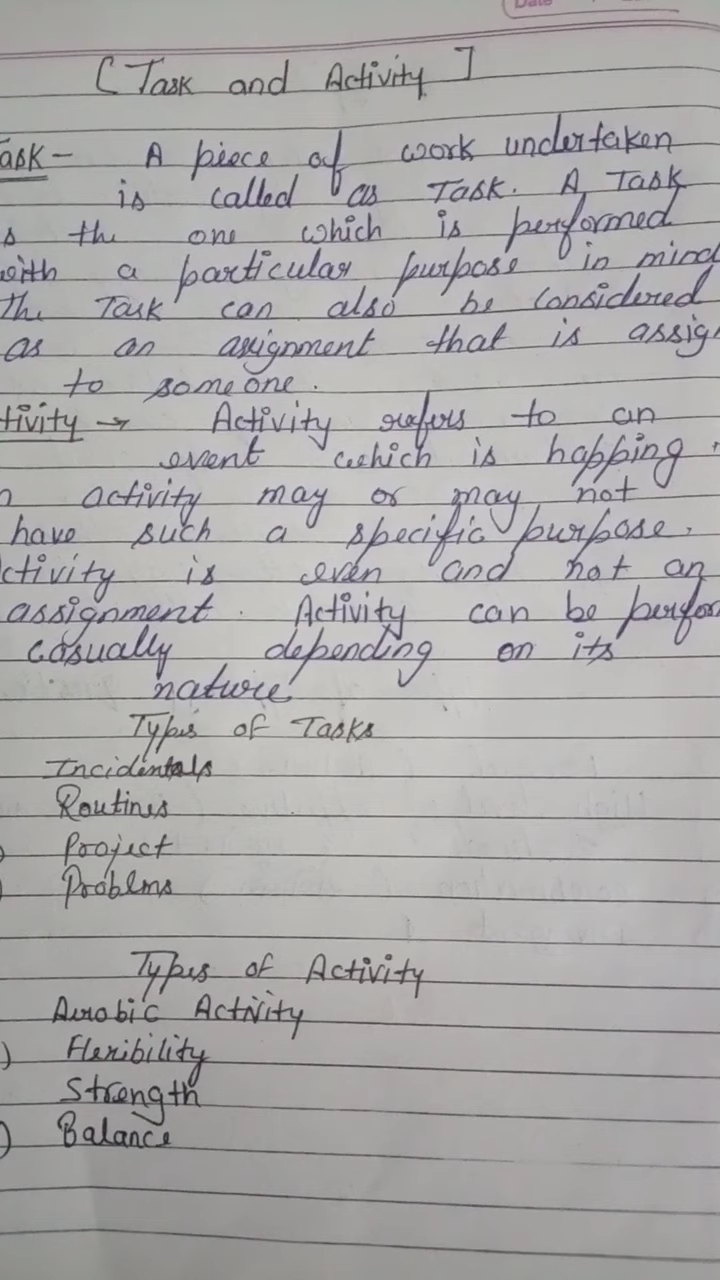 Date
[Task and Activity]
Task - A piece of work undertaken
is called as Task. A Task
s the one which is performed
with a particular purpose in mind
The Task can also be Considered
as an assignment that is assig
to someone.
tivity → Activity refers to an
event which is happing.
n activity may or may not
have such a specific purpose.
ctivity is even and not an
assignment. Activity can be perfor
casually depending on its
nature.
Types of Tasks
Incidentals
Routines
Project
Problms
Types of Activity
Aerobic Activity
) Flexibility
Strength
) Balance